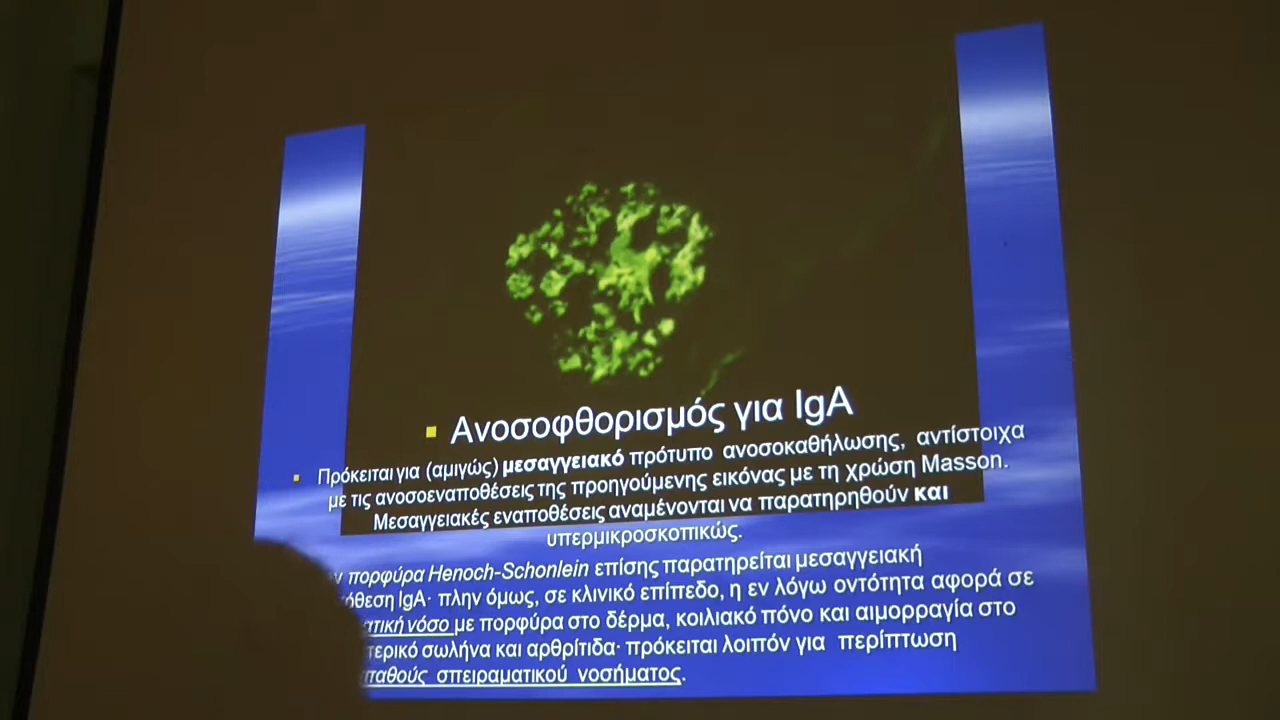 Ανοσοφθορισμός για IgA
Πρόκειται για (αμιγώς) μεσαγγειακό πρότυπο ανοσοκαθήλωσης, αντίστοιχα
με τις ανοσοεναποθέσεις της προηγούμενης εικόνας με τη χρώση Masson.
Μεσαγγειακές εναποθέσεις αναμένονται να παρατηρηθούν και
υπερμικροσκοπικώς.
πορφύρα Henoch-Schonlein επίσης παρατηρείται μεσαγγειακή
IgA· πλην όμως, σε κλινικό επίπεδο, η εν λόγω οντότητα αφορά σε
νόσο με πορφύρα στο δέρμα, κοιλιακό πόνο και αιμορραγία στο
σωλήνα και αρθρίτιδα· πρόκειται λοιπόν για περίπτωση
σπειραματικού νοσήματος.